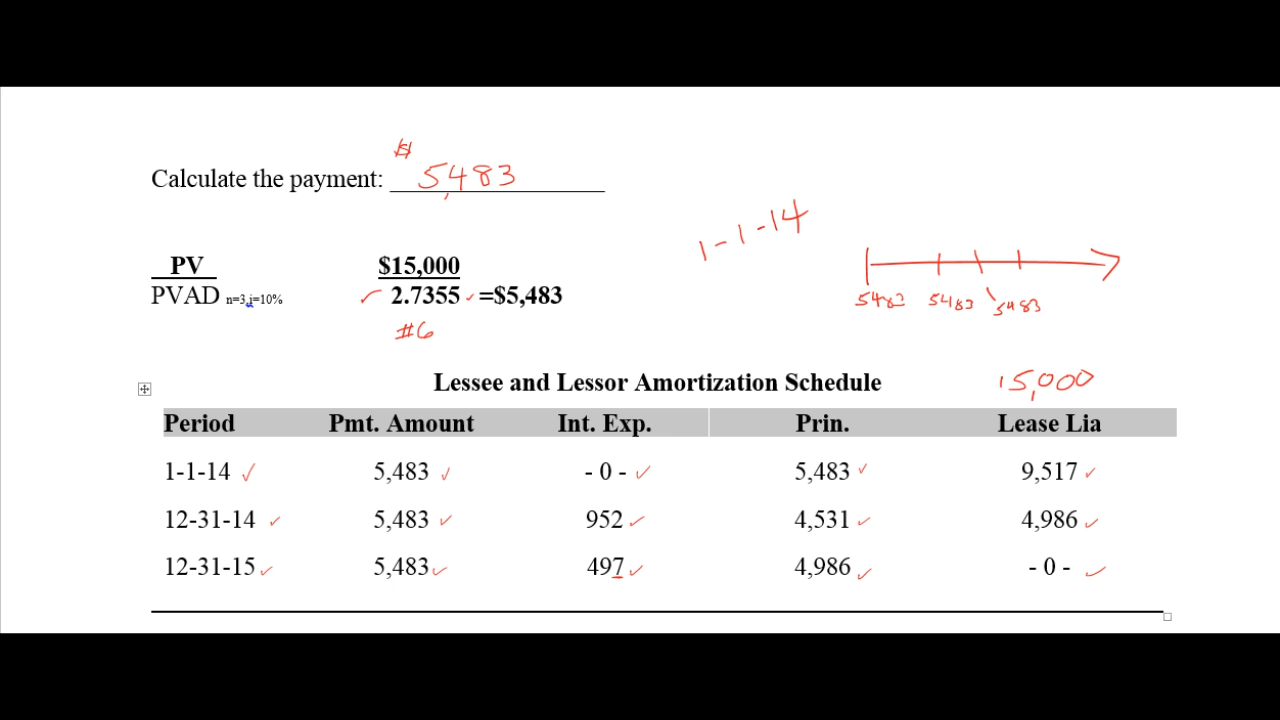 $
Calculate the payment: 5,483
1-1-14
PV $15,000
PVAD n=3,i=10% 2.7355 =$5,483
5483 5483 5483
#6
Lessee and Lessor Amortization Schedule 15,000
Period Pmt. Amount Int. Exp. Prin. Lease Lia
1-1-14 5,483 - 0 - 5,483 9,517
12-31-14 5,483 952 4,531 4,986
12-31-15 5,483 497 4,986 - 0 -